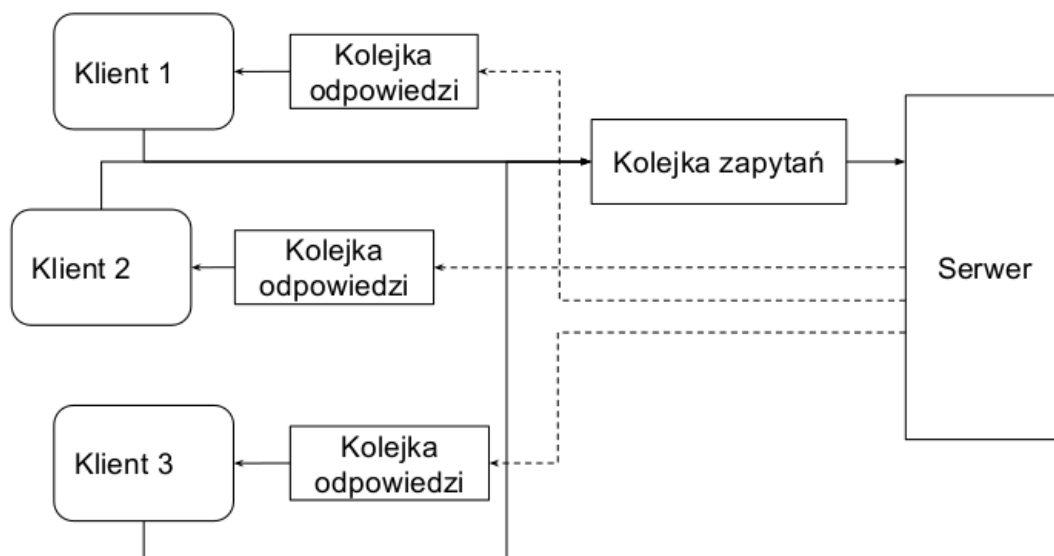 Klient 1
Kolejka
odpowiedzi
Kolejka zapytań
Klient 2
Kolejka
odpowiedzi
Serwer
Klient 3
Kolejka
odpowiedzi